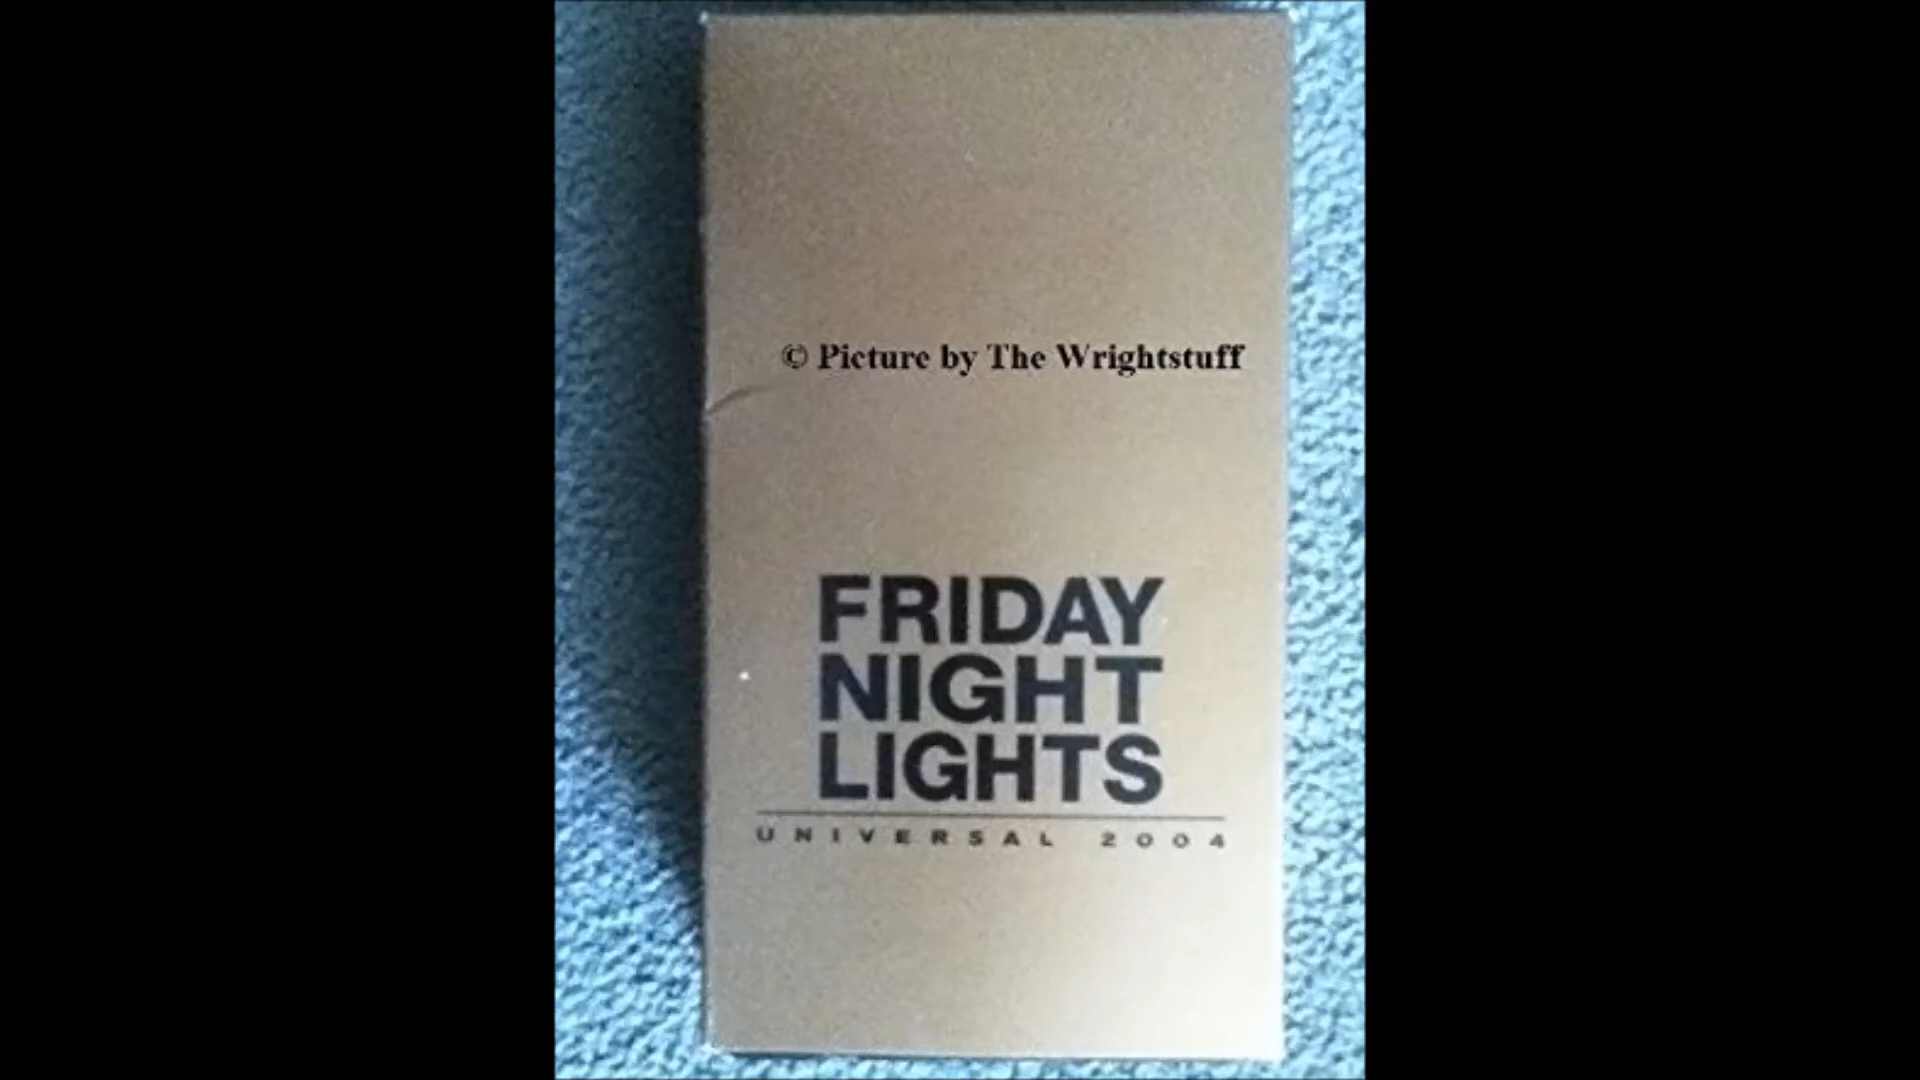 © Picture by The Wrightstuff
FRIDAY
NIGHT
LIGHTS
UNIVERSAL 2004